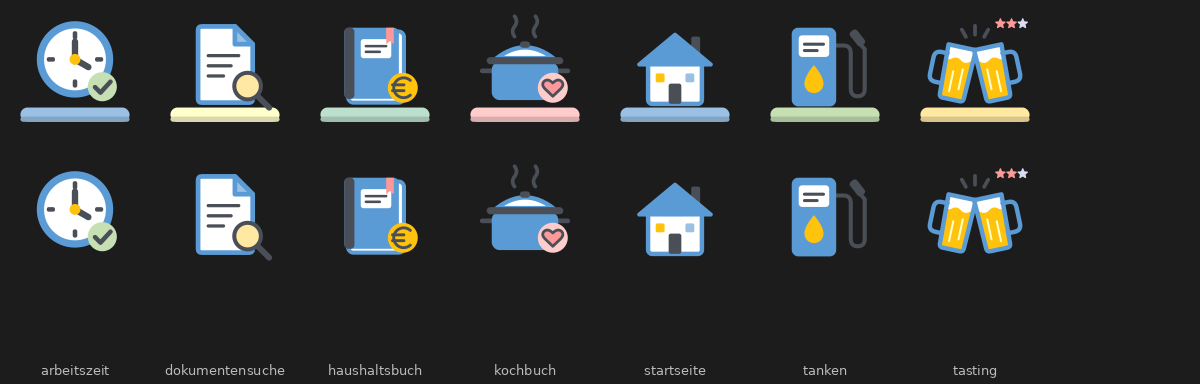 arbeitszeit dokumentensuche haushaltsbuch kochbuch startseite tanken tasting